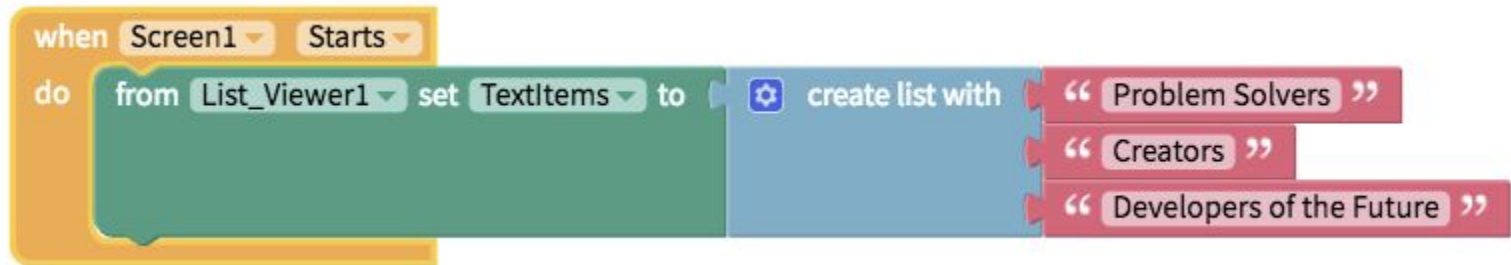 when Screen1 Starts
do from List_Viewer1 set TextItems to create list with “ Problem Solvers ”
“ Creators ”
“ Developers of the Future ”